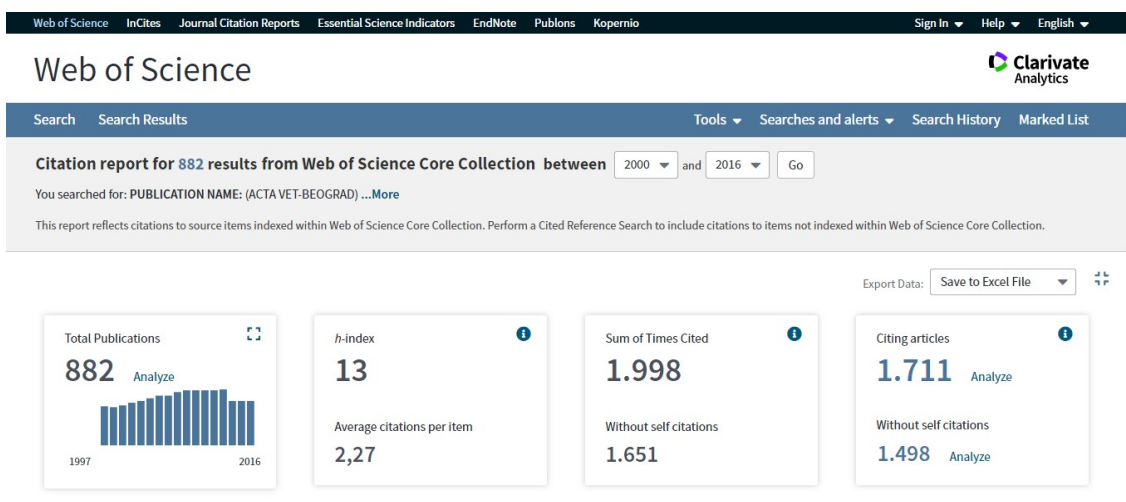 Web of Science InCites Journal Citation Reports Essential Science Indicators EndNote Publons Kopernio Sign In Help English
Web of Science
Clarivate
Analytics
Search Search Results Tools Searches and alerts Search History Marked List
Citation report for 882 results from Web of Science Core Collection between 2000 and 2016 Go
You searched for: PUBLICATION NAME: (ACTA VET-BEOGRAD) ...More
This report reflects citations to source items indexed within Web of Science Core Collection. Perform a Cited Reference Search to include citations to items not indexed within Web of Science Core Collection.
Export Data: Save to Excel File
Total Publications
882 Analyze
1997 2016
h-index
13
Average citations per item
2,27
Sum of Times Cited
1.998
Without self citations
1.651
Citing articles
1.711 Analyze
Without self citations
1.498 Analyze